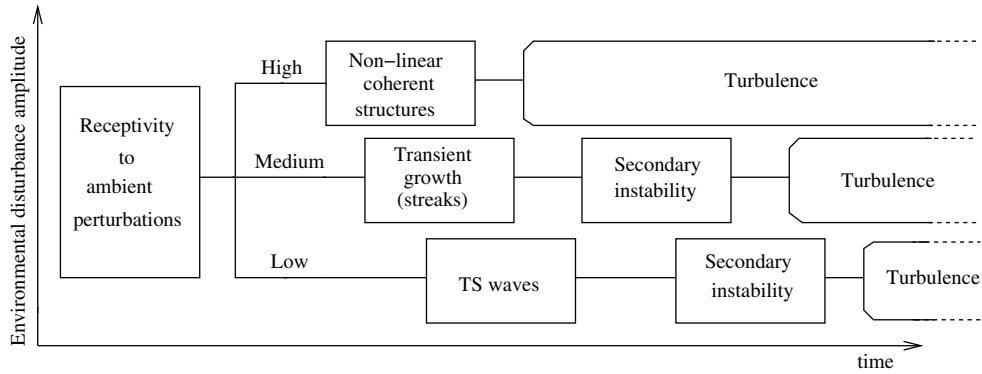 Environmental disturbance amplitude
Receptivity
to
ambient
perturbations
High
Non−linear
coherent
structures
Turbulence
Medium
Transient
growth
(streaks)
Secondary
instability
Turbulence
Low
TS waves
Secondary
instability
Turbulence
time